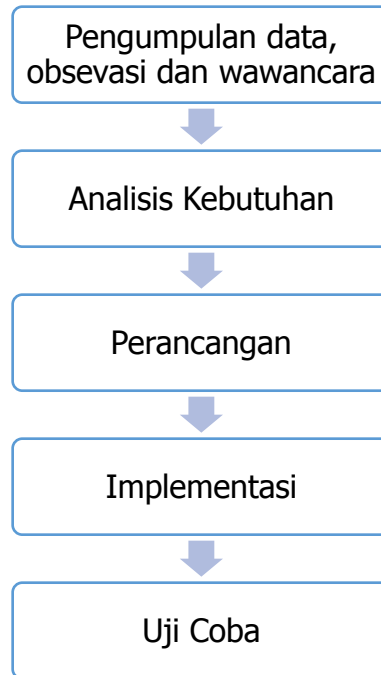 Pengumpulan data,
obsevasi dan wawancara
Analisis Kebutuhan
Perancangan
Implementasi
Uji Coba